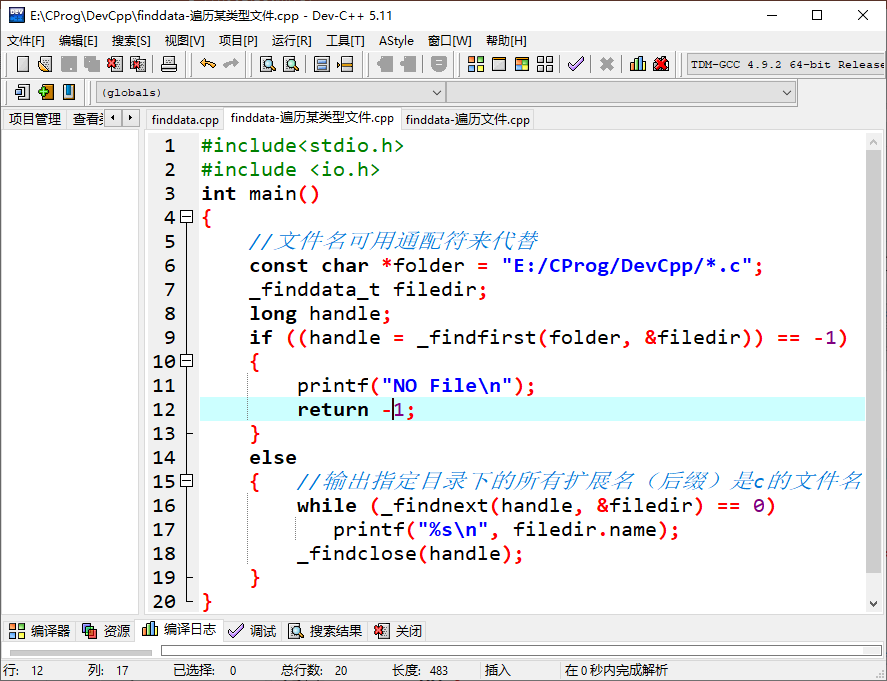 E:\CProg\DevCpp\finddata-遍历某类型文件.cpp - Dev-C++ 5.11
文件[F] 编辑[E] 搜索[S] 视图[V] 项目[P] 运行[R] 工具[T] AStyle 窗口[W] 帮助[H]
TDM-GCC 4.9.2 64-bit Release
(globals)
项目管理 查看类 finddata.cpp finddata-遍历某类型文件.cpp finddata-遍历文件.cpp
1 #include<stdio.h>
2 #include <io.h>
3 int main()
4 {
5 //文件名可用通配符来代替
6 const char *folder = "E:/CProg/DevCpp/*.c";
7 _finddata_t filedir;
8 long handle;
9 if ((handle = _findfirst(folder, &filedir)) == -1)
10 {
11 printf("NO File\n");
12 return -1;
13 }
14 else
15 { //输出指定目录下的所有扩展名（后缀）是c的文件名
16 while (_findnext(handle, &filedir) == 0)
17 printf("%s\n", filedir.name);
18 _findclose(handle);
19 }
20 }
编译器 资源 编译日志 调试 搜索结果 关闭
行: 12 列: 17 已选择: 0 总行数: 20 长度: 483 插入 在 0 秒内完成解析